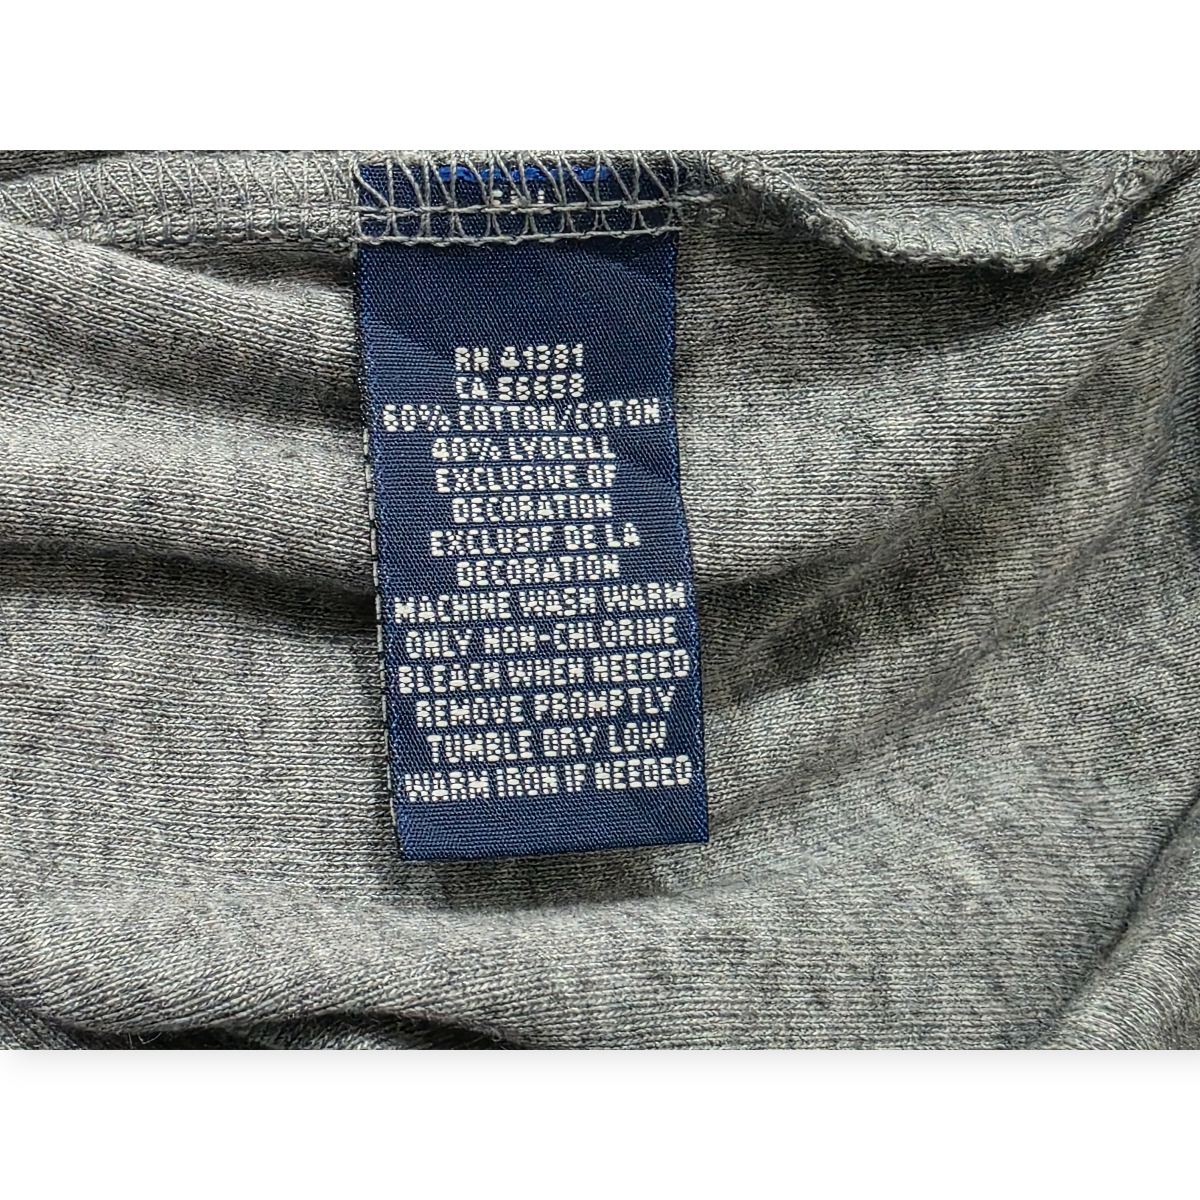 RN 41381
CA 56658
60% COTTON/COTON
40% LYOCELL
EXCLUSIVE OF
DECORATION
EXCLUSIF DE LA
DECORATION
MACHINE WASH WARM
ONLY NON-CHLORINE
BLEACH WHEN NEEDED
REMOVE PROMPTLY
TUMBLE DRY LOW
WARM IRON IF NEEDED